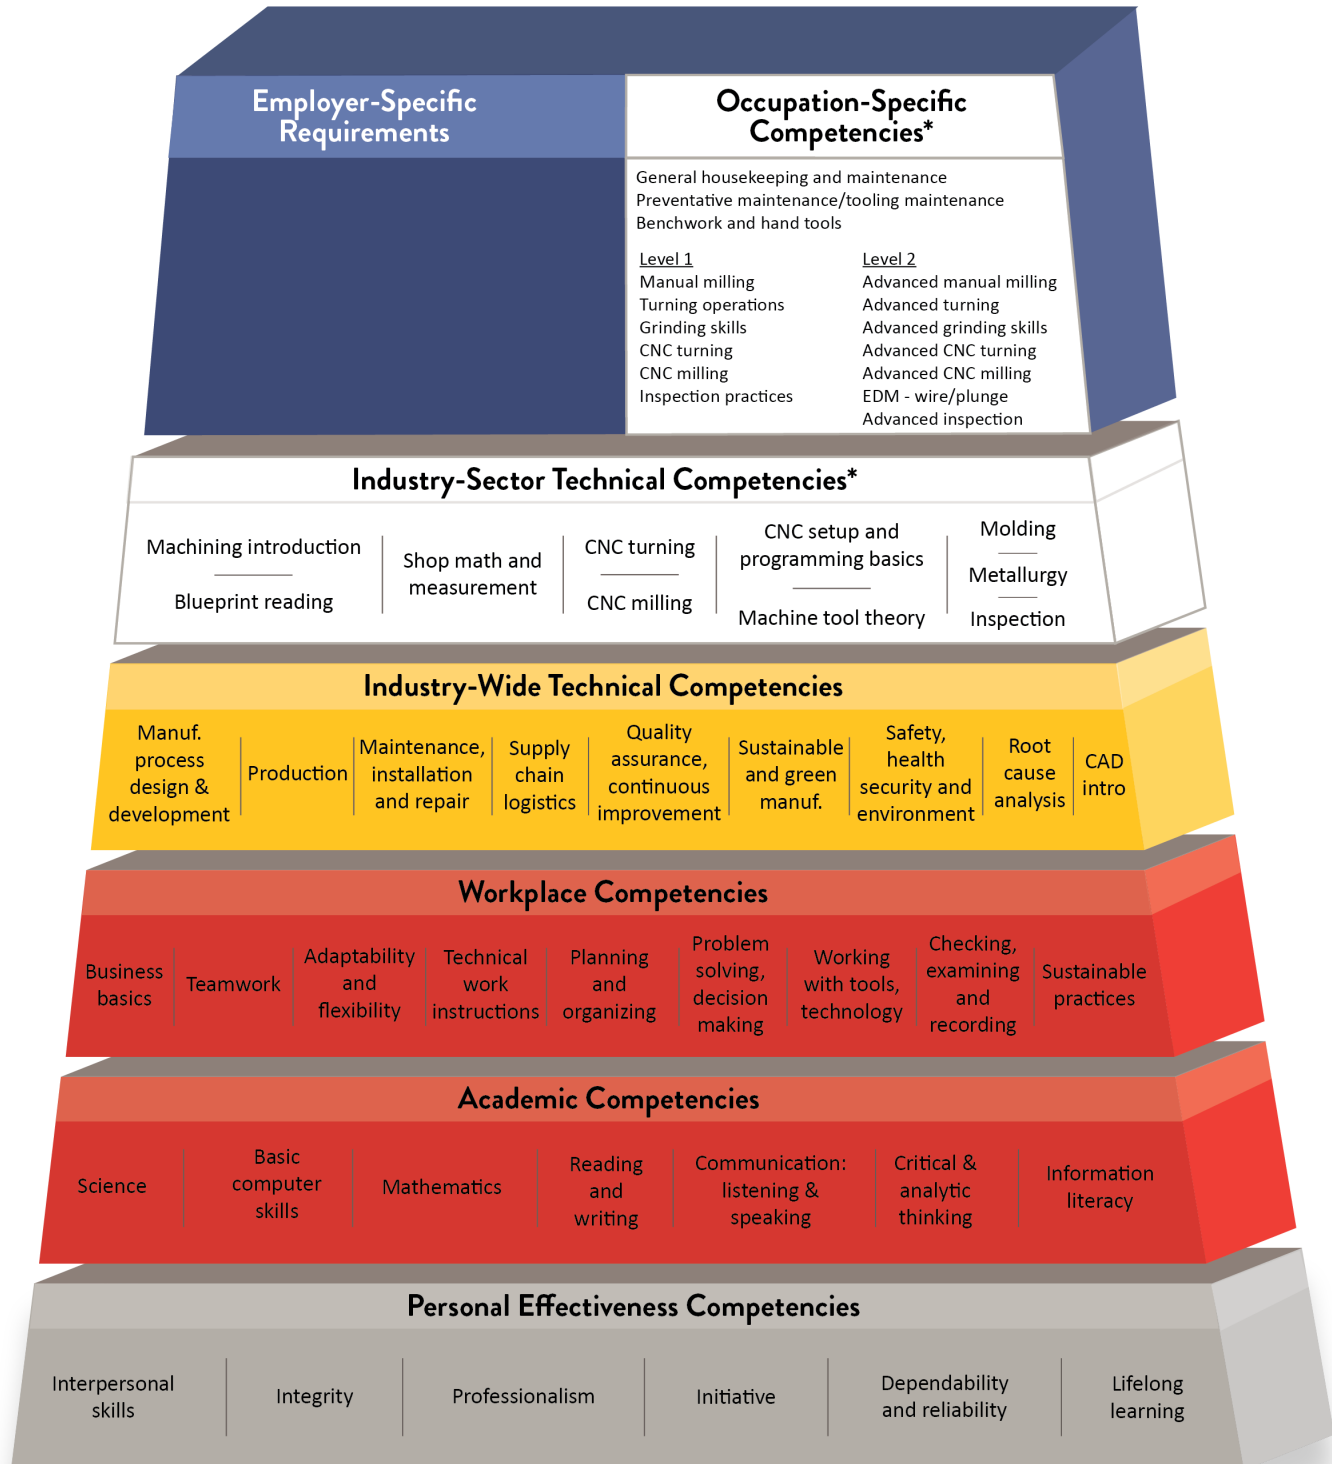 Employer-Specific
Requirements
Occupation-Specific
Competencies*
General housekeeping and maintenance
Preventative maintenance/tooling maintenance
Benchwork and hand tools
Level 1
Manual milling
Turning operations
Grinding skills
CNC turning
CNC milling
Inspection practices
Level 2
Advanced manual milling
Advanced turning
Advanced grinding skills
Advanced CNC turning
Advanced CNC milling
EDM - wire/plunge
Advanced inspection
Industry-Sector Technical Competencies*
Machining introduction
Blueprint reading
Shop math and
measurement
CNC turning
CNC milling
CNC setup and
programming basics
Machine tool theory
Molding
Metallurgy
Inspection
Industry-Wide Technical Competencies
Manuf.
process
design &
development
Production
Maintenance,
installation
and repair
Supply
chain
logistics
Quality
assurance,
continuous
improvement
Sustainable
and green
manuf.
Safety,
health
security and
environment
Root
cause
analysis
CAD
intro
Workplace Competencies
Business
basics
Teamwork
Adaptability
and
flexibility
Technical
work
instructions
Planning
and
organizing
Problem
solving,
decision
making
Working
with tools,
technology
Checking,
examining
and
recording
Sustainable
practices
Academic Competencies
Science
Basic
computer
skills
Mathematics
Reading
and
writing
Communication:
listening &
speaking
Critical &
analytic
thinking
Information
literacy
Personal Effectiveness Competencies
Interpersonal
skills
Integrity
Professionalism
Initiative
Dependability
and reliability
Lifelong
learning